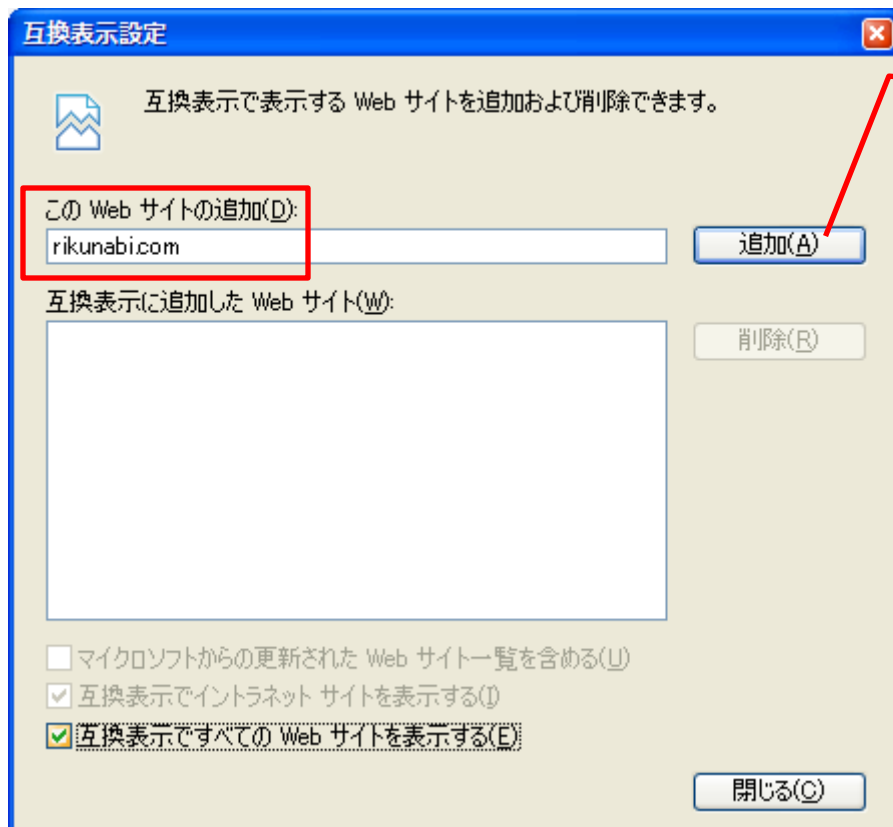 互換表示設定
互換表示で表示する Web サイトを追加および削除できます。
この Web サイトの追加(D):
rikunabi.com
追加(A)
互換表示に追加した Web サイト(W):
削除(R)
マイクロソフトからの更新された Web サイト一覧を含める(U)
互換表示でイントラネット サイトを表示する(I)
互換表示ですべての Web サイトを表示する(E)
閉じる(C)